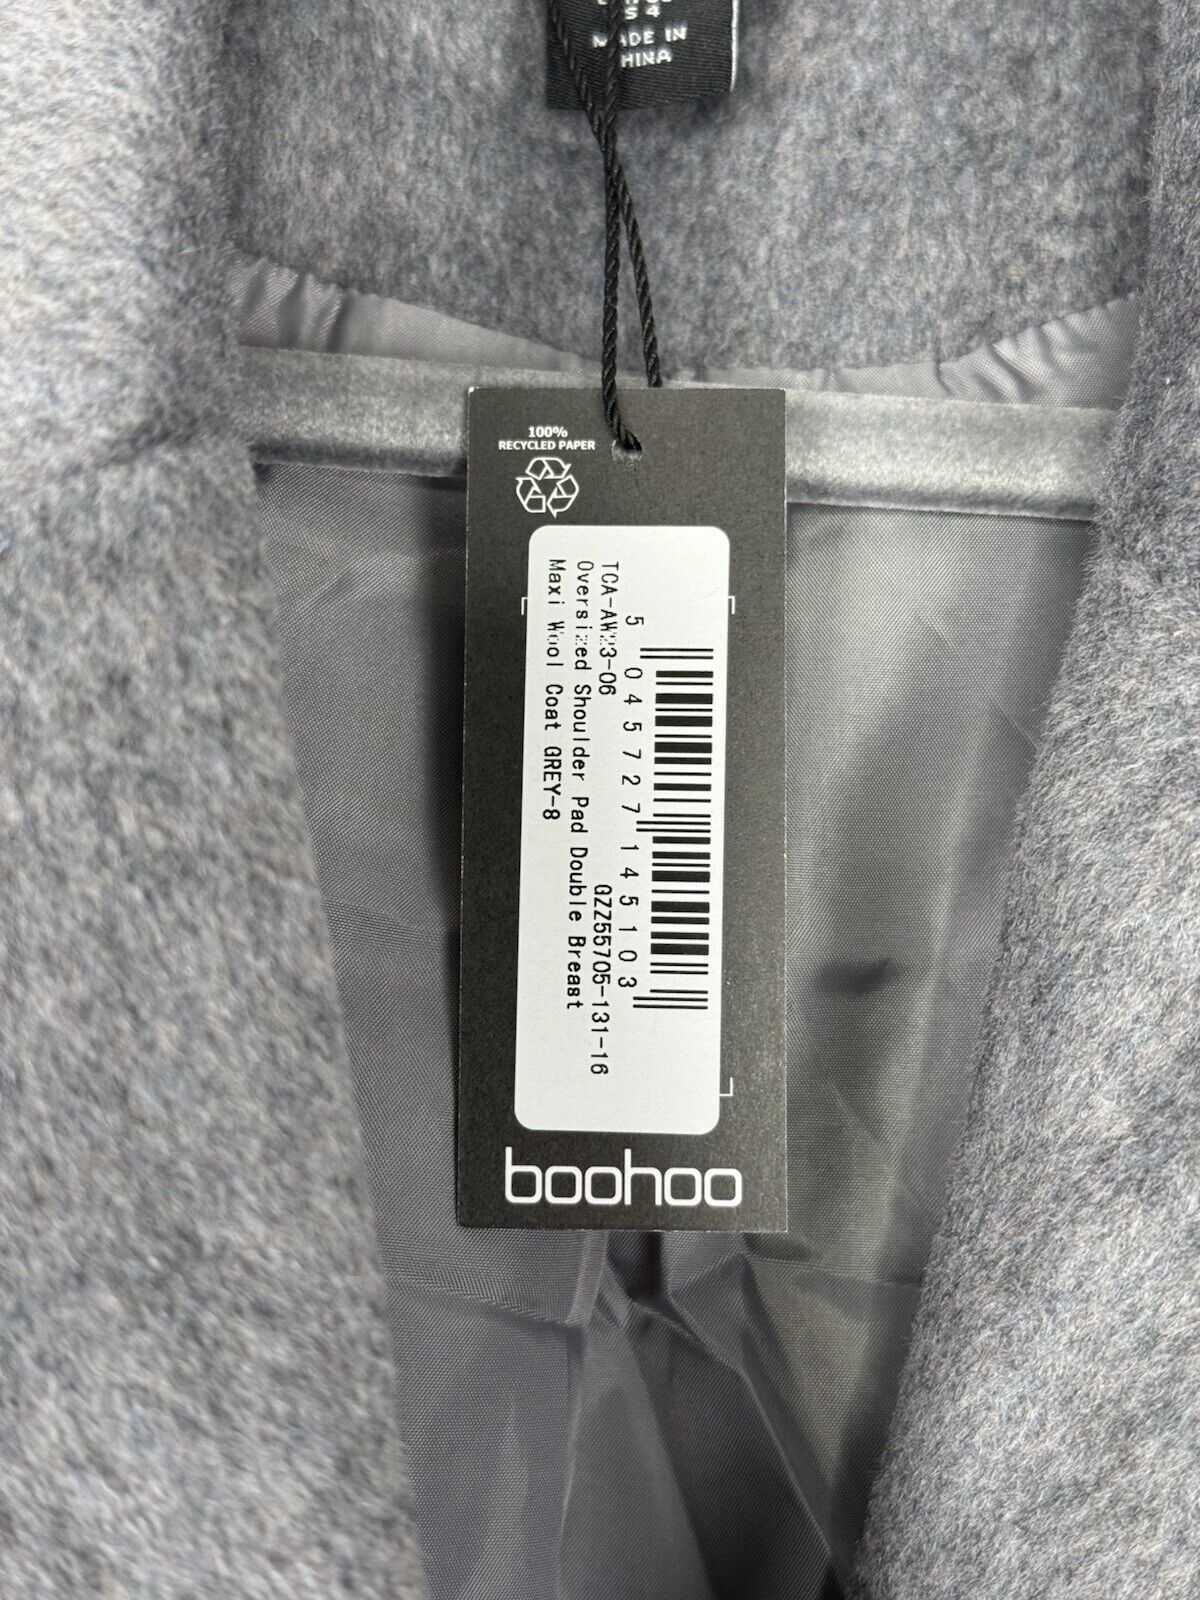 S 4
MADE IN
CHINA
100%
RECYCLED PAPER
5 045727 145103
TCA-AW23-06 GZZ55705-131-16
Oversized Shoulder Pad Double Breast
Maxi Wool Coat GREY-8
boohoo